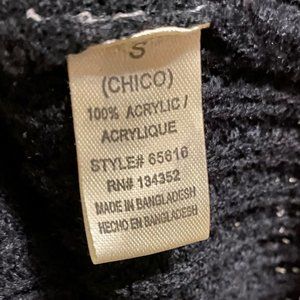 S
(CHICO)
100% ACRYLIC /
ACRYLIQUE
STYLE# 65616
RN# 134352
MADE IN BANGLADESH
HECHO EN BANGLADESH